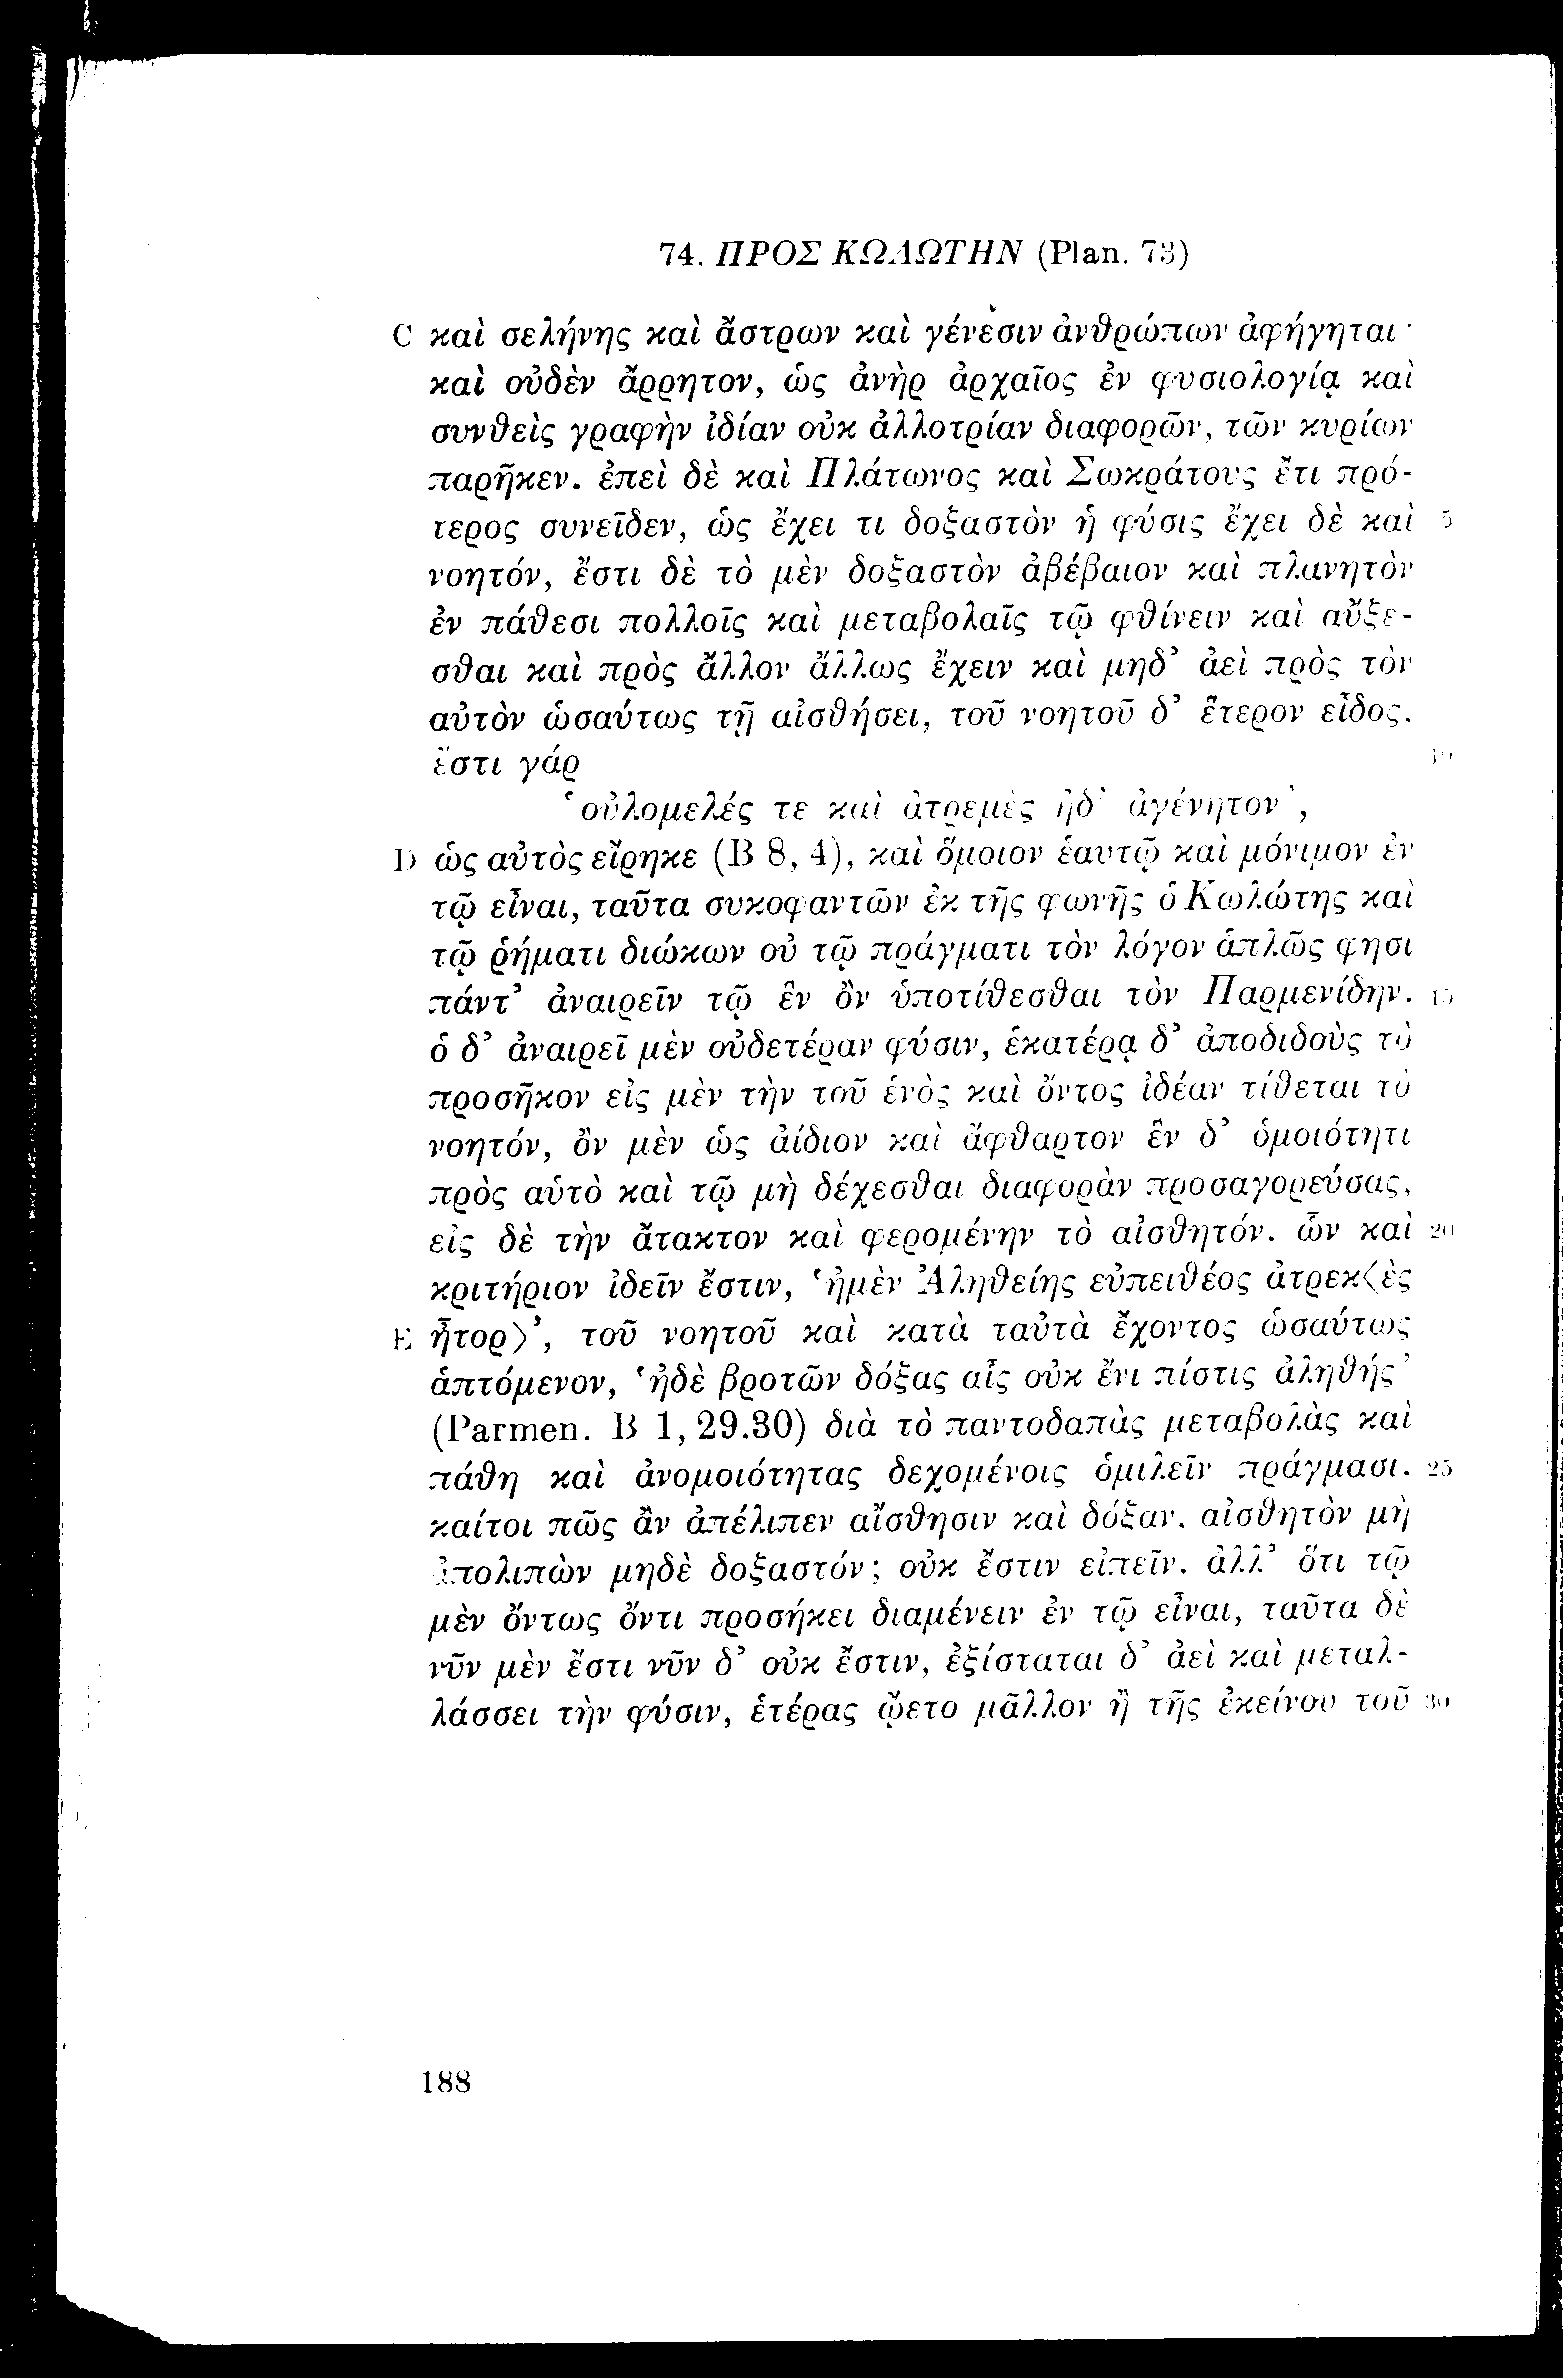 74. ΠΡΟΣ ΚΩΛΩΤΗΝ (Plan. 73)
C καὶ σελήνης καὶ ἄστρων καὶ γένεσιν ἀνθρώπων ἀφήγηται·
καὶ οὐδὲν ἄρρητον, ὡς ἀνὴρ ἀρχαῖος ἐν φυσιολογίᾳ καὶ
συνθεὶς γραφὴν ἰδίαν οὐκ ἀλλοτρίαν διαφορῶν, τῶν κυρίων
παρῆκεν. ἐπεὶ δὲ καὶ Πλάτωνος καὶ Σωκράτους ἔτι πρό-
τερος συνεῖδεν, ὡς ἔχει τι δοξαστὸν ἡ φύσις ἔχει δὲ καὶ 5
νοητόν, ἔστι δὲ τὸ μὲν δοξαστὸν ἀβέβαιον καὶ πλανητὸν
ἐν πάθεσι πολλοῖς καὶ μεταβολαῖς τῷ φθίνειν καὶ αὔξε-
σθαι καὶ πρὸς ἄλλον ἄλλως ἔχειν καὶ μηδ’ ἀεὶ πρὸς τὸν
αὐτὸν ὡσαύτως τῇ αἰσθήσει, τοῦ νοητοῦ δ’ ἕτερον εἶδος.
ἔστι γάρ 10
‘οὐλομελές τε καὶ ἀτρεμὲς ἠδ’ ἀγένητον’,
D ὡς αὐτὸς εἴρηκε (B 8, 4), καὶ ὅμοιον ἑαυτῷ καὶ μόνιμον ἐν
τῷ εἶναι, ταῦτα συκοφαντῶν ἐκ τῆς φωνῆς ὁ Κωλώτης καὶ
τῷ ῥήματι διώκων οὐ τῷ πράγματι τὸν λόγον ἁπλῶς φησι
πάντ’ ἀναιρεῖν τῷ ἓν ὂν ὑποτίθεσθαι τὸν Παρμενίδην. 15
ὁ δ’ ἀναιρεῖ μὲν οὐδετέραν φύσιν, ἑκατέρᾳ δ’ ἀποδιδοὺς τὸ
προσῆκον εἰς μὲν τὴν τοῦ ἑνὸς καὶ ὄντος ἰδέαν τίθεται τὸ
νοητόν, ὂν μὲν ὡς ἀίδιον καὶ ἄφθαρτον ἓν δ’ ὁμοιότητι
πρὸς αὑτὸ καὶ τῷ μὴ δέχεσθαι διαφορὰν προσαγορεύσας,
εἰς δὲ τὴν ἄτακτον καὶ φερομένην τὸ αἰσθητόν. ὧν καὶ 20
κριτήριον ἰδεῖν ἔστιν, ‘ἠμὲν Ἀληθείης εὐπειθέος ἀτρεκ&lt;ὲς
E ἦτορ&gt;’, τοῦ νοητοῦ καὶ κατὰ ταὐτὰ ἔχοντος ὡσαύτως
ἁπτόμενον, ‘ἠδὲ βροτῶν δόξας αἷς οὐκ ἔνι πίστις ἀληθής’
(Parmen. B 1, 29.30) διὰ τὸ παντοδαπὰς μεταβολὰς καὶ
πάθη καὶ ἀνομοιότητας δεχομένοις ὁμιλεῖν πράγμασι. 25
καίτοι πῶς ἂν ἀπέλιπεν αἴσθησιν καὶ δόξαν, αἰσθητὸν μὴ
ἀπολιπὼν μηδὲ δοξαστόν; οὐκ ἔστιν εἰπεῖν. ἀλλ’ ὅτι τῷ
μὲν ὄντως ὄντι προσήκει διαμένειν ἐν τῷ εἶναι, ταῦτα δὲ
νῦν μὲν ἔστι νῦν δ’ οὐκ ἔστιν, ἐξίσταται δ’ ἀεὶ καὶ μεταλ-
λάσσει τὴν φύσιν, ἑτέρας ᾤετο μᾶλλον ἢ τῆς ἐκείνου τοῦ 30
188